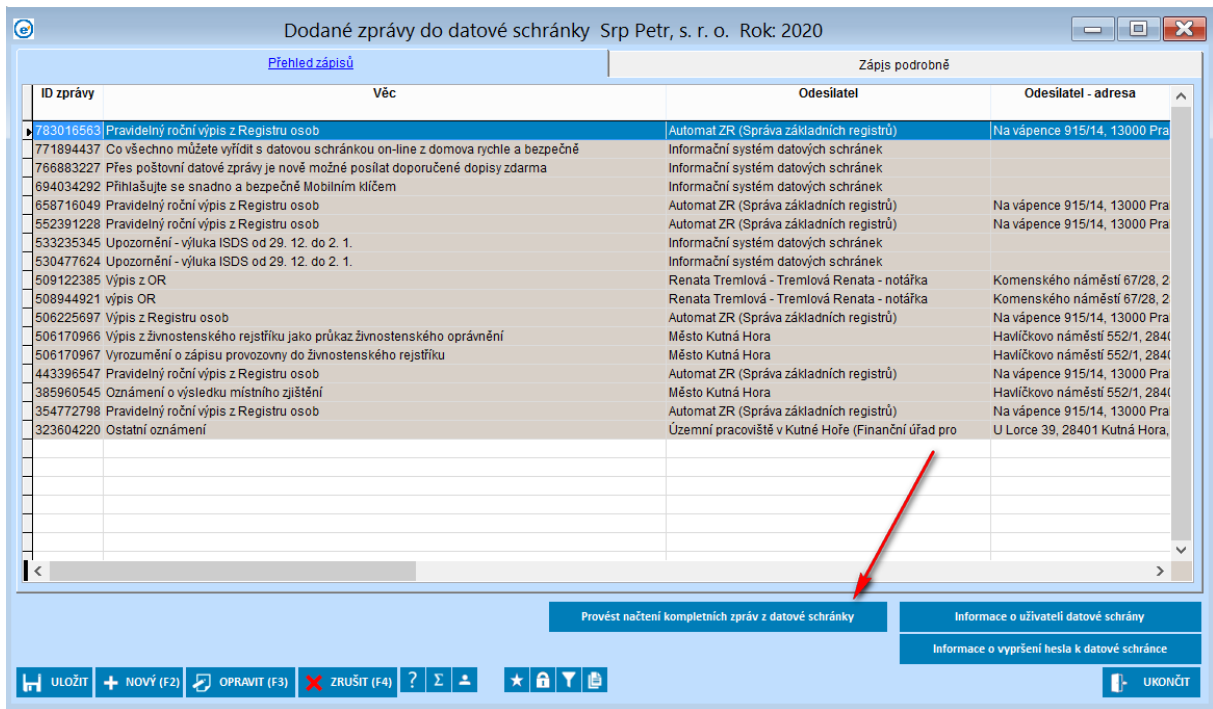 Dodané zprávy do datové schránky Srp Petr, s. r. o. Rok: 2020
Přehled zápisů Zápis podrobně
ID zprávy Věc Odesilatel Odesilatel - adresa
783016563 Pravidelný roční výpis z Registru osob Automat ZR (Správa základních registrů) Na vápence 915/14, 13000 Pra
771894437 Co všechno můžete vyřídit s datovou schránkou on-line z domova rychle a bezpečně Informační systém datových schránek
766883227 Přes poštovní datové zprávy je nově možné posílat doporučené dopisy zdarma Informační systém datových schránek
694034292 Přihlašujte se snadno a bezpečně Mobilním klíčem Informační systém datových schránek
658716049 Pravidelný roční výpis z Registru osob Automat ZR (Správa základních registrů) Na vápence 915/14, 13000 Pra
552391228 Pravidelný roční výpis z Registru osob Automat ZR (Správa základních registrů) Na vápence 915/14, 13000 Pra
533235345 Upozornění - výluka ISDS od 29. 12. do 2. 1. Informační systém datových schránek
530477624 Upozornění - výluka ISDS od 29. 12. do 2. 1. Informační systém datových schránek
509122385 Výpis z OR Renata Tremlová - Tremlová Renata - notářka Komenského náměstí 67/28, 2
508944921 výpis OR Renata Tremlová - Tremlová Renata - notářka Komenského náměstí 67/28, 2
506225697 Výpis z Registru osob Automat ZR (Správa základních registrů) Na vápence 915/14, 13000 Pra
506170966 Výpis z živnostenského rejstříku jako průkaz živnostenského oprávnění Město Kutná Hora Havlíčkovo náměstí 552/1, 2840
506170967 Vyrozumění o zápisu provozovny do živnostenského rejstříku Město Kutná Hora Havlíčkovo náměstí 552/1, 2840
443396547 Pravidelný roční výpis z Registru osob Automat ZR (Správa základních registrů) Na vápence 915/14, 13000 Pra
385960545 Oznámení o výsledku místního zjištění Město Kutná Hora Havlíčkovo náměstí 552/1, 2840
354772798 Pravidelný roční výpis z Registru osob Automat ZR (Správa základních registrů) Na vápence 915/14, 13000 Pra
323604220 Ostatní oznámení Územní pracoviště v Kutné Hoře (Finanční úřad pro U Lorce 39, 28401 Kutná Hora,
Provést načtení kompletních zpráv z datové schránky Informace o uživateli datové schrány
Informace o vypršení hesla k datové schránce
ULOŽIT NOVÝ (F2) OPRAVIT (F3) ZRUŠIT (F4) ? Σ UKONČIT